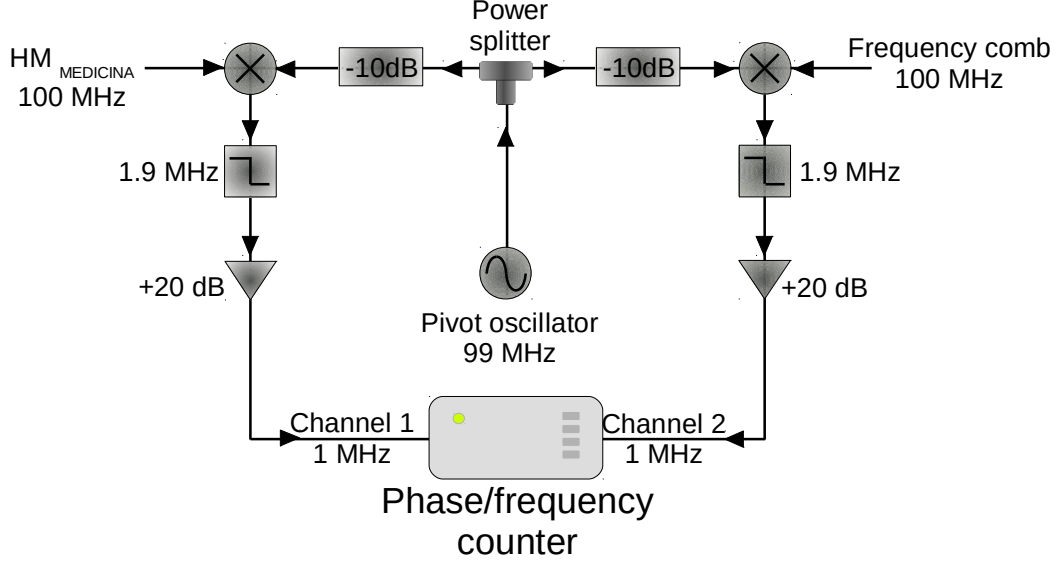 Power
splitter
HM MEDICINA
100 MHz
-10dB
-10dB
Frequency comb
100 MHz
1.9 MHz
1.9 MHz
+20 dB
+20 dB
Pivot oscillator
99 MHz
Channel 1
1 MHz
Channel 2
1 MHz
Phase/frequency
counter